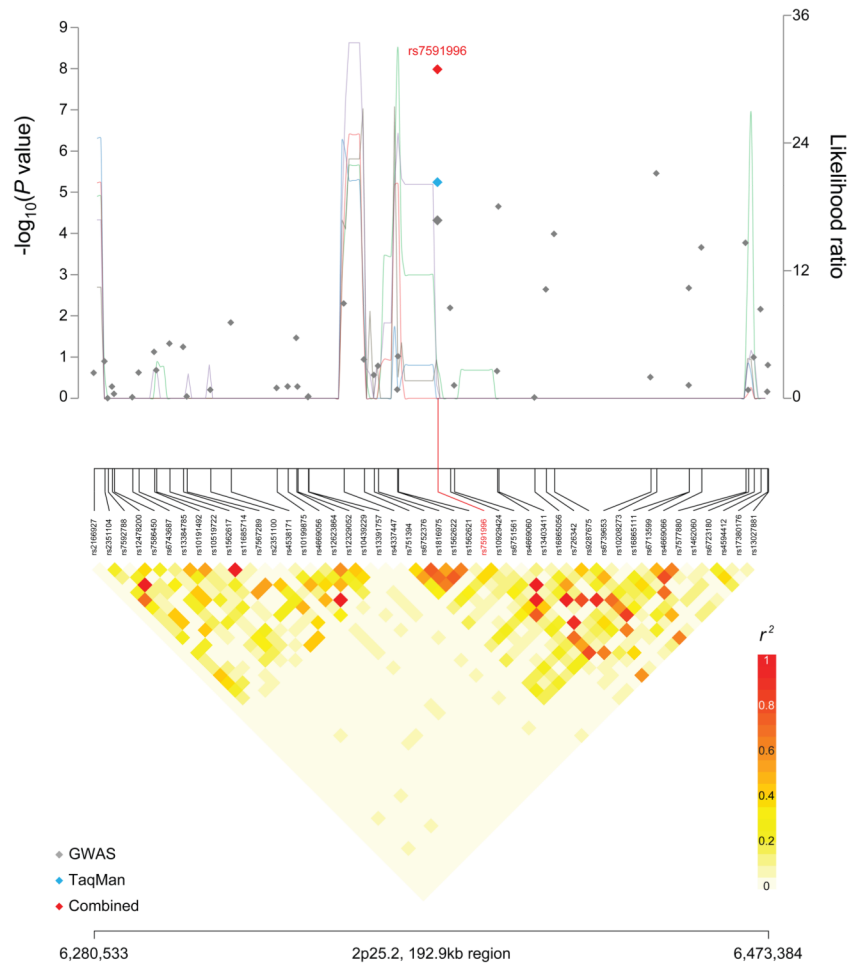 9
8
7
6
5
4
3
2
1
0
-log10(P value)
36
24
12
0
Likelihood ratio
rs7591996
rs2166927
rs2351104
rs7592788
rs12478200
rs7586450
rs6743687
rs13384785
rs10191492
rs10519722
rs1562617
rs11685714
rs7567289
rs2351100
rs4538171
rs10199875
rs4669056
rs12623864
rs12329052
rs10439229
rs13391757
rs4337447
rs751394
rs6752376
rs1816975
rs1562622
rs1562621
rs7591996
rs10929424
rs6751561
rs4669060
rs13403411
rs16865056
rs726342
rs9287675
rs6739653
rs10208273
rs16865111
rs6713599
rs4669066
rs7577880
rs1462060
rs6723180
rs4594412
rs17380176
rs13027881
r2
1
0.8
0.6
0.4
0.2
0
GWAS
TaqMan
Combined
6,280,533
2p25.2, 192.9kb region
6,473,384